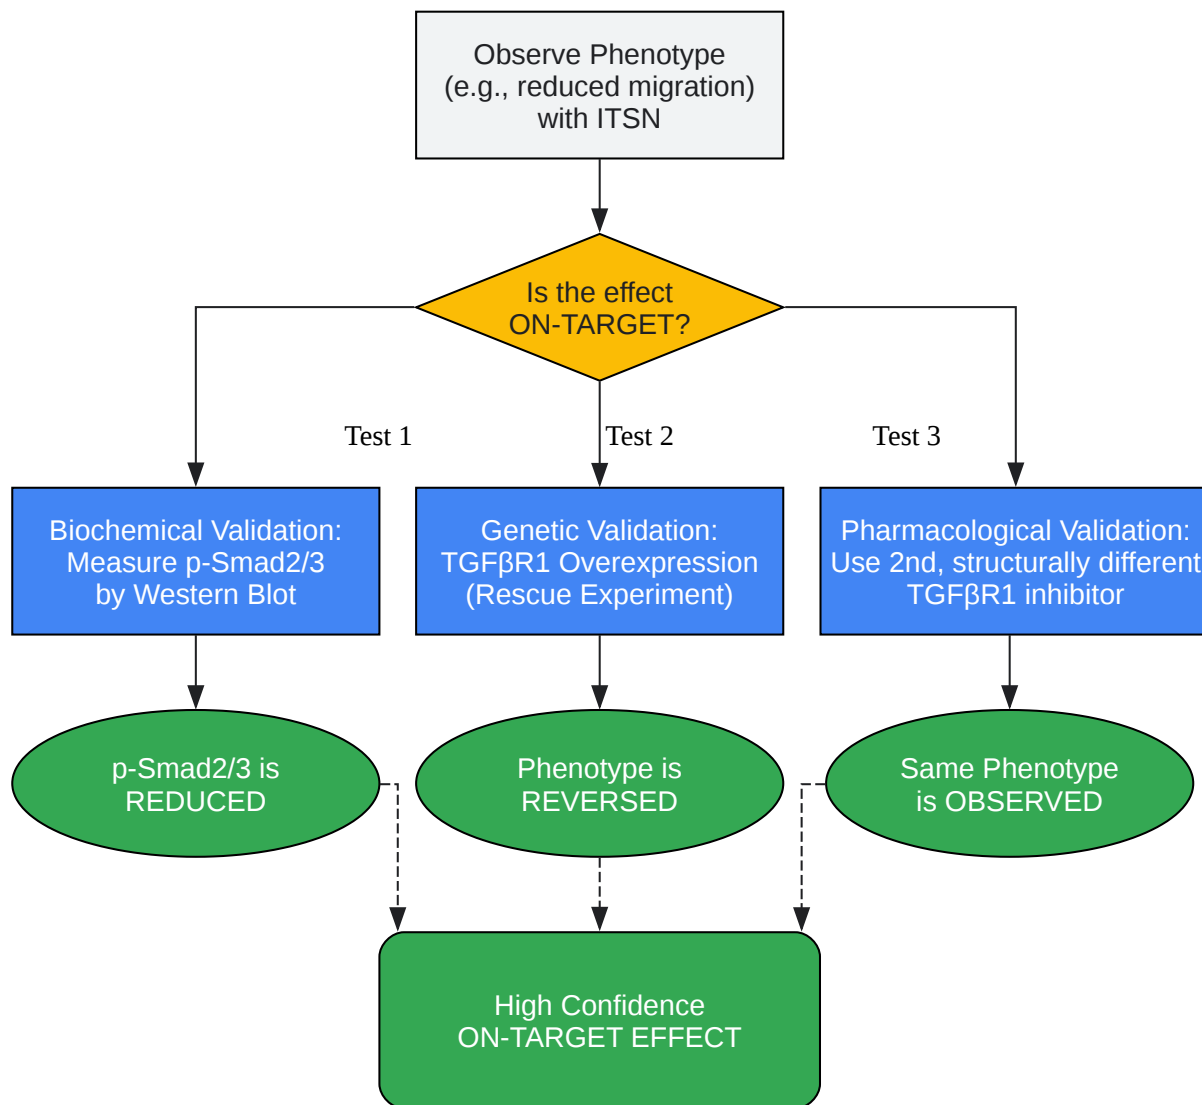 Observe Phenotype
(e.g., reduced migration)
with ITSN
Is the effect
ON-TARGET?
Test 1
Test 2
Test 3
Biochemical Validation:
Measure p-Smad2/3
by Western Blot
Genetic Validation:
TGFβR1 Overexpression
(Rescue Experiment)
Pharmacological Validation:
Use 2nd, structurally different
TGFβR1 inhibitor
p-Smad2/3 is
REDUCED
Phenotype is
REVERSED
Same Phenotype
is OBSERVED
High Confidence
ON-TARGET EFFECT